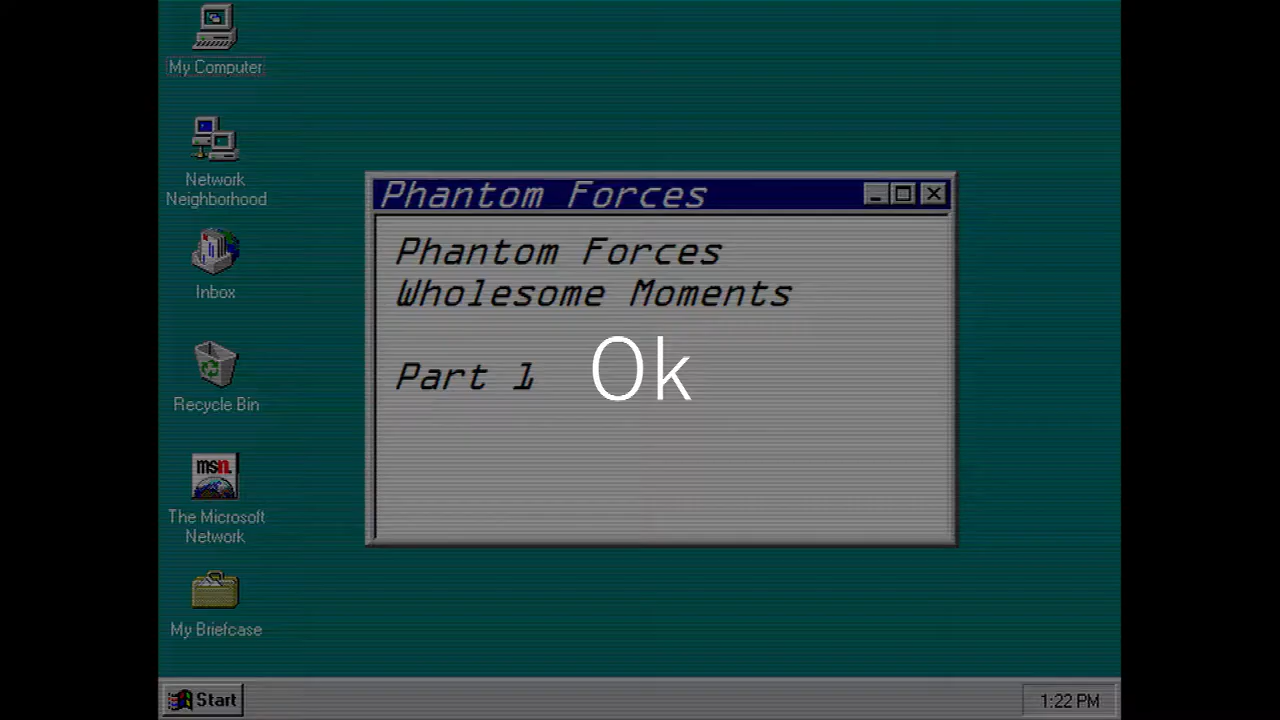 My Computer
Network
Neighborhood
Inbox
Recycle Bin
msn.
The Microsoft
Network
My Briefcase
Phantom Forces
Phantom Forces
Wholesome Moments
Part 1
Ok
Start
1:22 PM